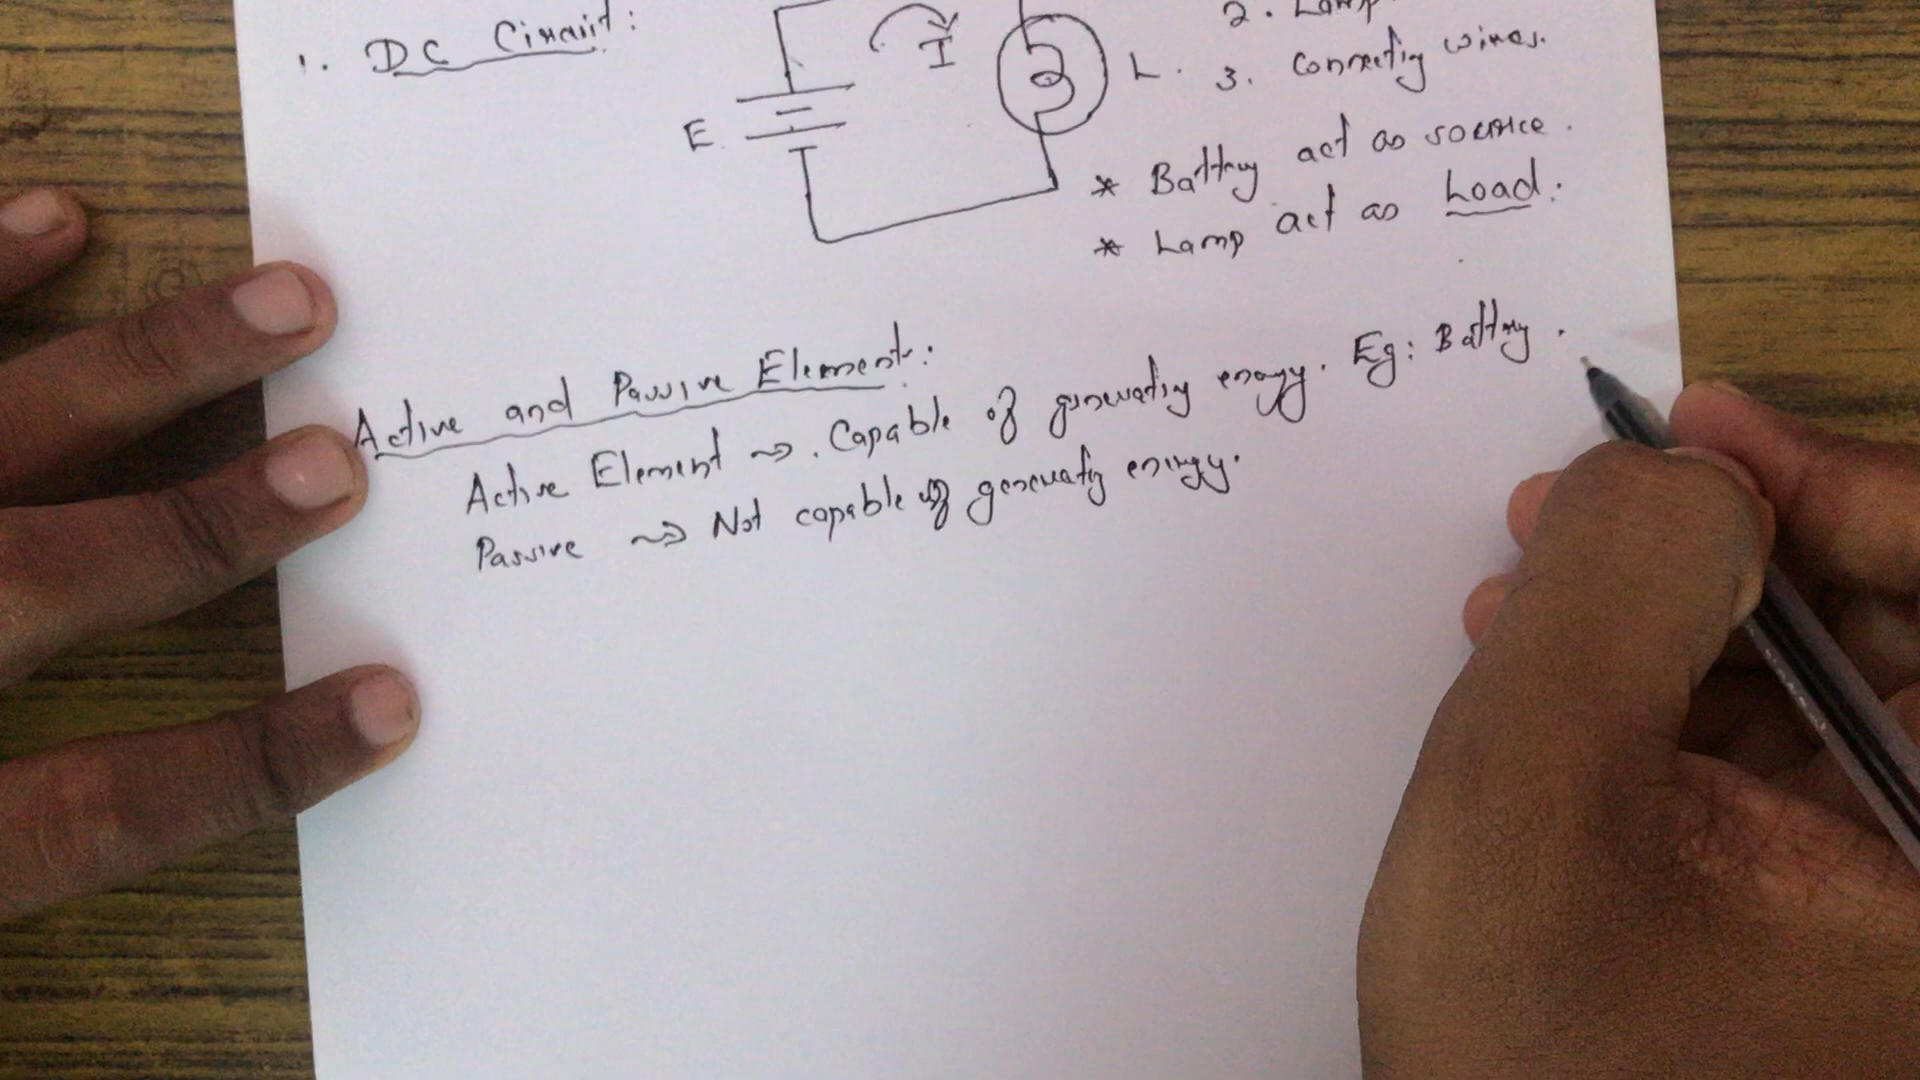 1. DC Circuit:
I
E
L.
2. Lamp
3. Connecting wires.
* Battery act as source.
* Lamp act as Load.
Active and Passive Element:
Active Element → Capable of generating energy. Eg: Battery.
Passive → Not capable of generating energy.